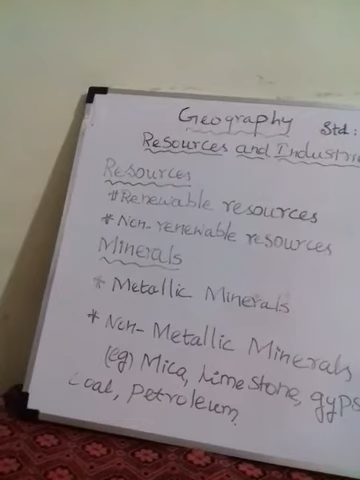 Geography Std:
Resources and Industri
Resources
* Renewable resources
* Non-renewable resources
Minerals
* Metallic Minerals
* Non-Metallic Minerals
(eg) Mica, Limestone, gyps
Coal, Petroleum.